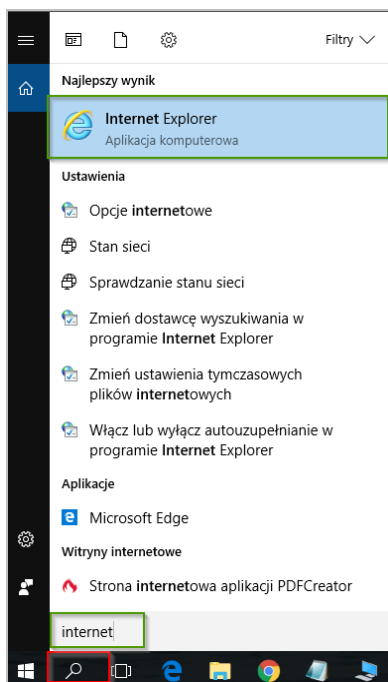 Filtry
Najlepszy wynik
Internet Explorer
Aplikacja komputerowa
Ustawienia
Opcje internetowe
Stan sieci
Sprawdzanie stanu sieci
Zmień dostawcę wyszukiwania w
programie Internet Explorer
Zmień ustawienia tymczasowych
plików internetowych
Włącz lub wyłącz autouzupełnianie w
programie Internet Explorer
Aplikacje
Microsoft Edge
Witryny internetowe
Strona internetowa aplikacji PDFCreator
internet